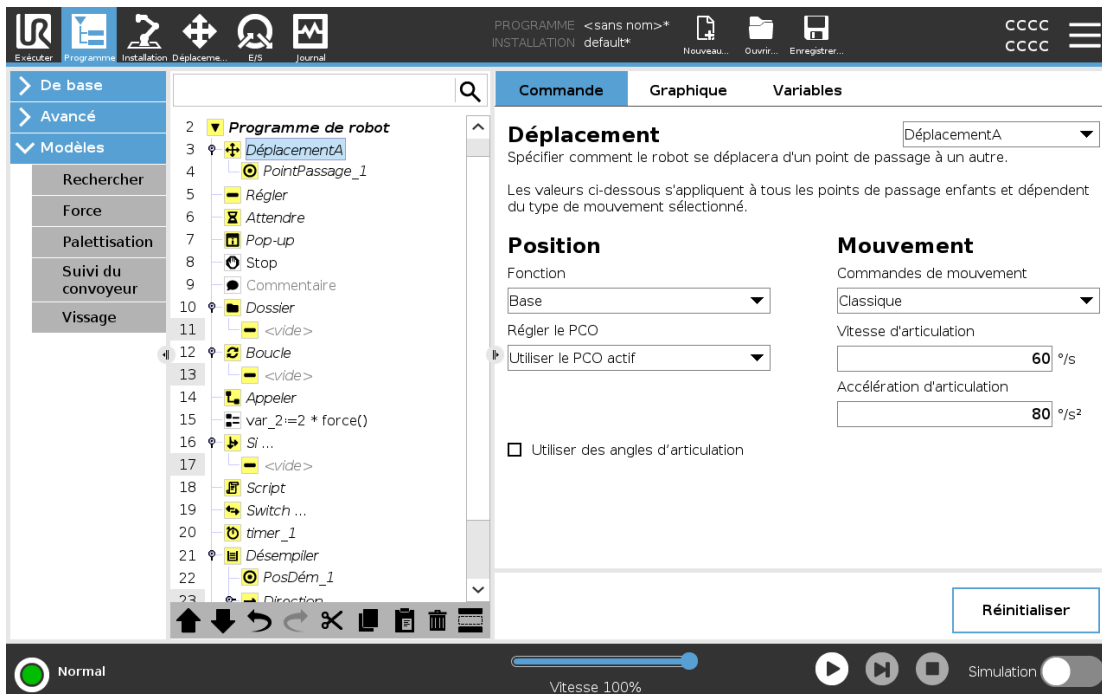 PROGRAMME <sans nom>*
INSTALLATION default*
Exécuter
Programme
Installation
Déplaceme...
E/S
Journal
Nouveau...
Ouvrir...
Enregistrer...
CCCC
CCCC
De base
Avancé
Modèles
Rechercher
Force
Palettisation
Suivi du
convoyeur
Vissage
2 Programme de robot
3 DéplacementA
4 PointPassage_1
5 Régler
6 Attendre
7 Pop-up
8 Stop
9 Commentaire
10 Dossier
11 <vide>
12 Boucle
13 <vide>
14 Appeler
15 var_2:=2 * force()
16 Si ...
17 <vide>
18 Script
19 Switch ...
20 timer_1
21 Désempiler
22 PosDém_1
23 Direction
Commande
Graphique
Variables
Déplacement
DéplacementA
Spécifier comment le robot se déplacera d'un point de passage à un autre.
Les valeurs ci-dessous s'appliquent à tous les points de passage enfants et dépendent
du type de mouvement sélectionné.
Position
Fonction
Base
Régler le PCO
Utiliser le PCO actif
Mouvement
Commandes de mouvement
Classique
Vitesse d'articulation
60 °/s
Accélération d'articulation
80 °/s²
Utiliser des angles d'articulation
Réinitialiser
Normal
Vitesse 100%
Simulation